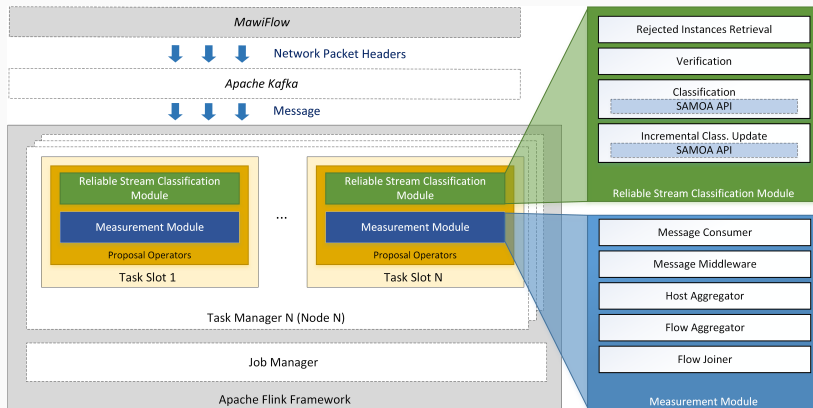 MawiFlow
Network Packet Headers
Apache Kafka
Message
Reliable Stream Classification
Module
Measurement Module
Proposal Operators
Task Slot 1
...
Reliable Stream Classification
Module
Measurement Module
Proposal Operators
Task Slot N
Task Manager N (Node N)
Job Manager
Apache Flink Framework
Rejected Instances Retrieval
Verification
Classification
SAMOA API
Incremental Class. Update
SAMOA API
Reliable Stream Classification Module
Message Consumer
Message Middleware
Host Aggregator
Flow Aggregator
Flow Joiner
Measurement Module